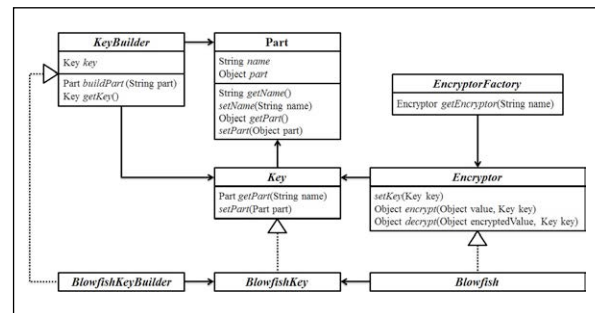 KeyBuilder
Key key
Part buildPart (String part)
Key getKey()
Part
String name
Object part
String getName()
setName(String name)
Object getPart()
setPart(Object part)
EncryptorFactory
Encryptor getEncryptor(String name)
Key
Part getPart(String name)
setPart(Part part)
Encryptor
setKey(Key key)
Object encrypt(Object value, Key key)
Object decrypt(Object encryptedValue, Key key)
BlowfishKeyBuilder
BlowfishKey
Blowfish